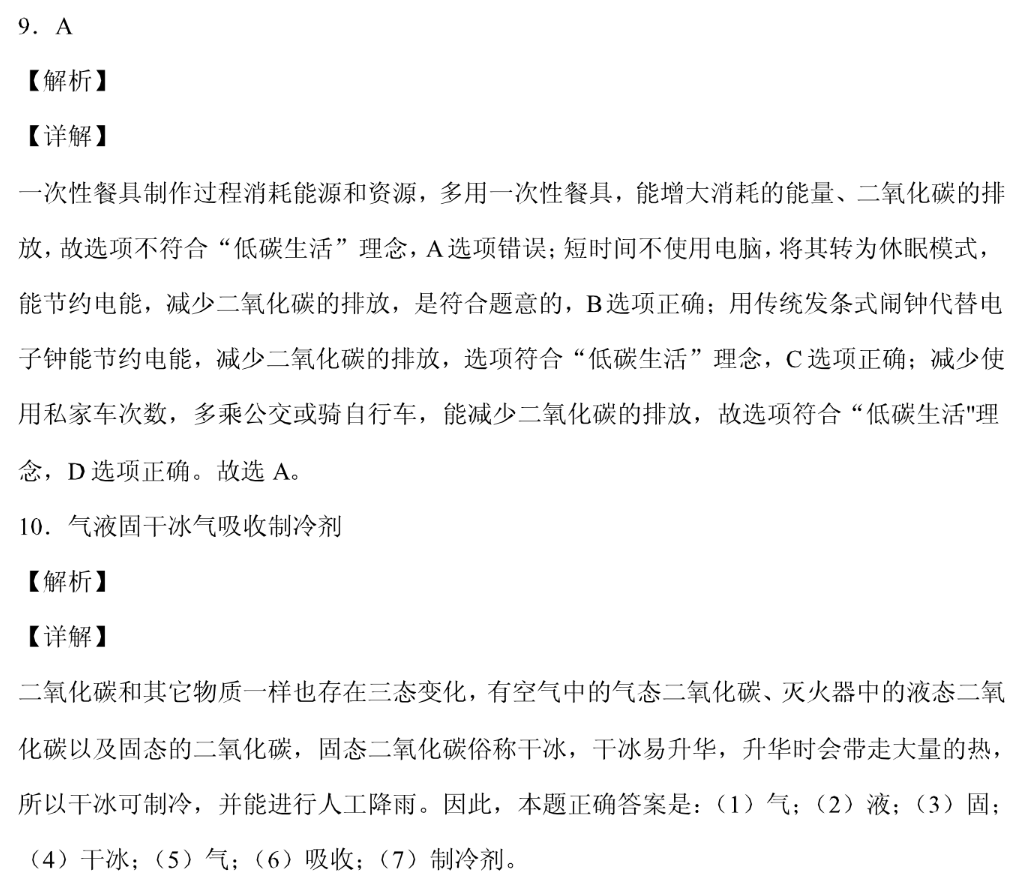 9．A
【解析】
【详解】
一次性餐具制作过程消耗能源和资源，多用一次性餐具，能增大消耗的能量、二氧化碳的排
放，故选项不符合“低碳生活”理念，A 选项错误；短时间不使用电脑，将其转为休眠模式，
能节约电能，减少二氧化碳的排放，是符合题意的，B 选项正确；用传统发条式闹钟代替电
子钟能节约电能，减少二氧化碳的排放，选项符合“低碳生活”理念，C 选项正确；减少使
用私家车次数，多乘公交或骑自行车，能减少二氧化碳的排放，故选项符合“低碳生活"理
念，D 选项正确。故选 A。
10．气液固干冰气吸收制冷剂
【解析】
【详解】
二氧化碳和其它物质一样也存在三态变化，有空气中的气态二氧化碳、灭火器中的液态二氧
化碳以及固态的二氧化碳，固态二氧化碳俗称干冰，干冰易升华，升华时会带走大量的热，
所以干冰可制冷，并能进行人工降雨。因此，本题正确答案是：（1）气；（2）液；（3）固；
（4）干冰；（5）气；（6）吸收；（7）制冷剂。